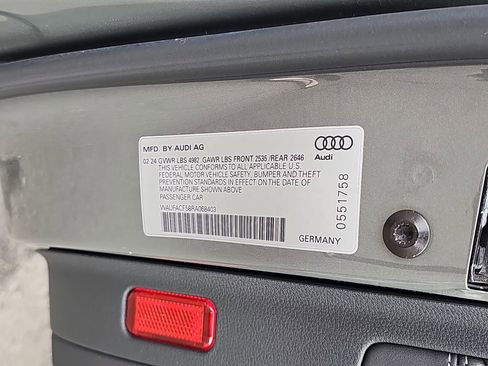 MFD. BY AUDI AG
02 24 GVWR LBS 4982 GAWR LBS FRONT 2535 /REAR 2646
THIS VEHICLE CONFORMS TO ALL APPLICABLE U.S.
FEDERAL MOTOR VEHICLE SAFETY, BUMPER AND THEFT
PREVENTION STANDARDS IN EFFECT ON THE DATE OF
MANUFACTURE SHOWN ABOVE
PASSENGER CAR
WAUFACF58RA068403
Audi
0551758
GERMANY